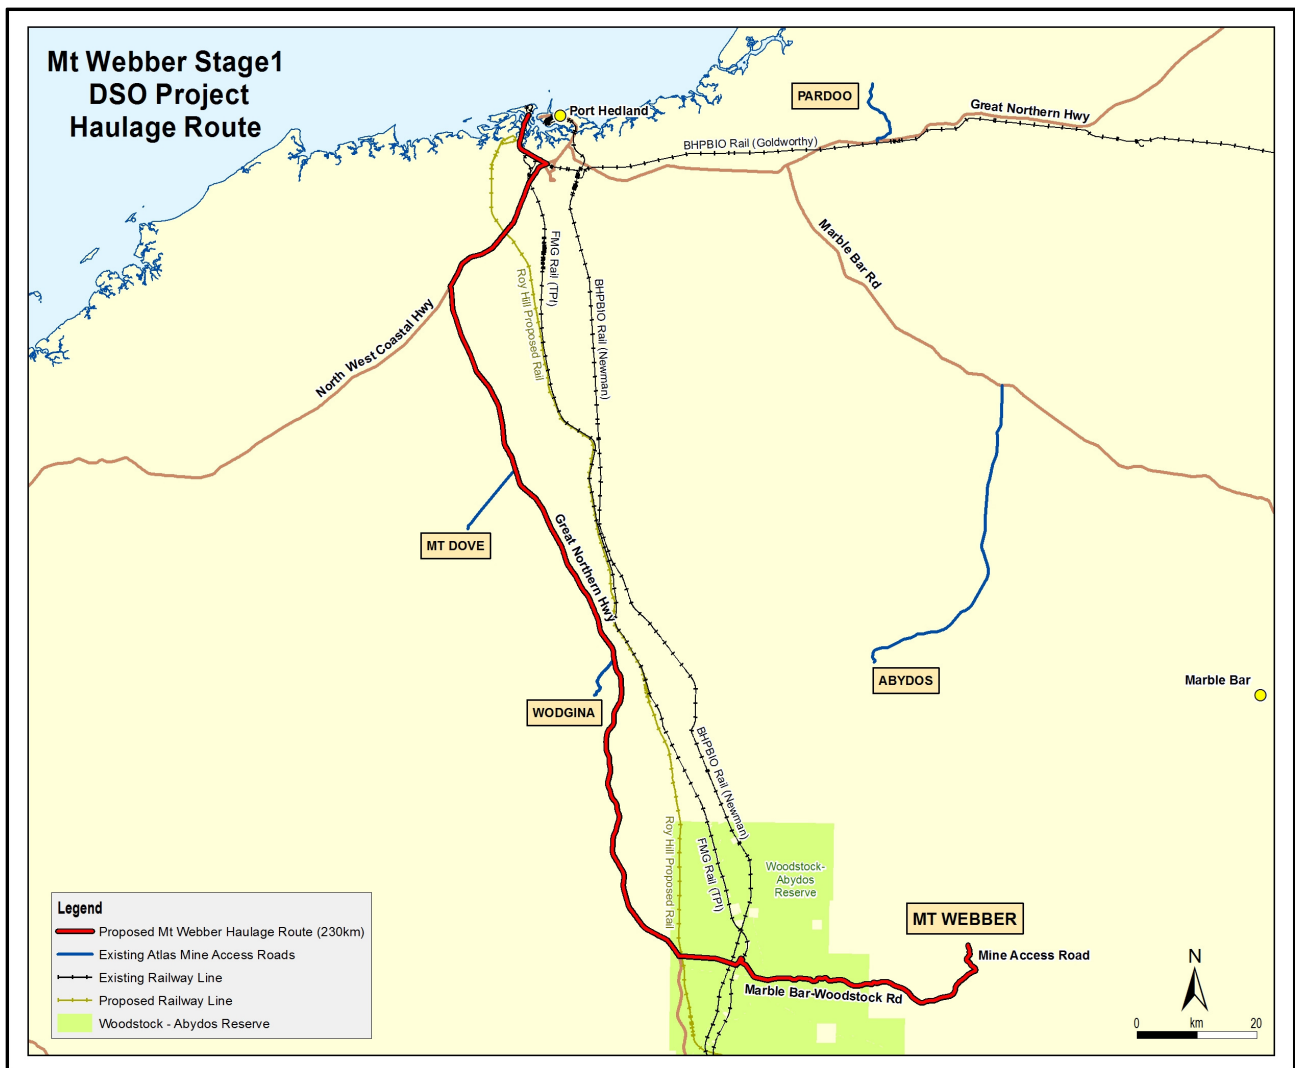 Mt Webber Stage1
DSO Project
Haulage Route
Port Hedland
PARDOO
Great Northern Hwy
BHPBIO Rail (Goldworthy)
Marble Bar Rd
FMG Rail (TPI)
Roy Hill Proposed Rail
BHPBIO Rail (Newman)
North West Coastal Hwy
MT DOVE
Great Northern Hwy
ABYDOS
Marble Bar
WODGINA
BHPBIO Rail (Newman)
Roy Hill Proposed Rail
FMG Rail (TPI)
Woodstock-
Abydos
Reserve
MT WEBBER
Mine Access Road
Marble Bar-Woodstock Rd
Legend
Proposed Mt Webber Haulage Route (230km)
Existing Atlas Mine Access Roads
Existing Railway Line
Proposed Railway Line
Woodstock - Abydos Reserve
N
0 km 20